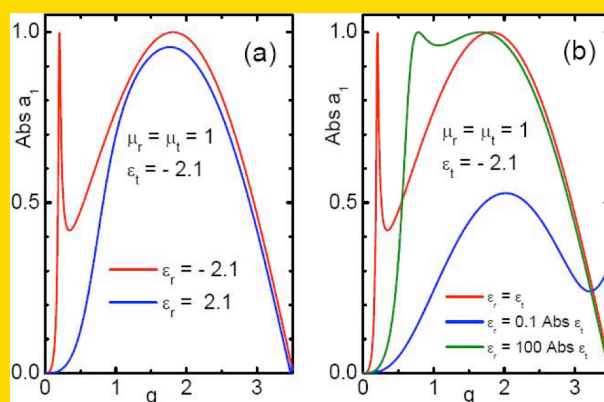 (a)
Abs a₁
1.0
0.5
0.0
μᵣ = μₜ = 1
εₜ = - 2.1
εᵣ = - 2.1
εᵣ = 2.1
0 1 2 3
q
(b)
Abs a₁
1.0
0.5
0.0
μᵣ = μₜ = 1
εₜ = - 2.1
εᵣ = εₜ
εᵣ = 0.1 Abs εₜ
εᵣ = 100 Abs εₜ
0 1 2 3
q